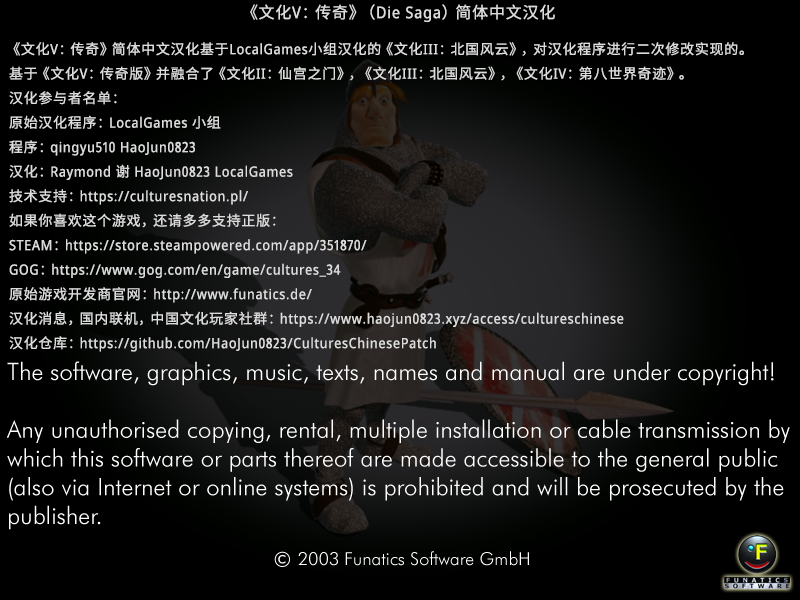 《文化V：传奇》（Die Saga）简体中文汉化
《文化V：传奇》简体中文汉化基于LocalGames小组汉化的《文化III：北国风云》，对汉化程序进行二次修改实现的。
基于《文化V：传奇版》并融合了《文化II：仙宫之门》，《文化III：北国风云》，《文化IV：第八世界奇迹》。
汉化参与者名单：
原始汉化程序：LocalGames 小组
程序：qingyu510 HaoJun0823
汉化：Raymond 谢 HaoJun0823 LocalGames
技术支持：https://culturesnation.pl/
如果你喜欢这个游戏，还请多多支持正版：
STEAM：https://store.steampowered.com/app/351870/
GOG：https://www.gog.com/en/game/cultures_34
原始游戏开发商官网：http://www.funatics.de/
汉化消息，国内联机，中国文化玩家社群：https://www.haojun0823.xyz/access/cultureschinese
汉化仓库：https://github.com/HaoJun0823/CulturesChinesePatch
The software, graphics, music, texts, names and manual are under copyright!
Any unauthorised copying, rental, multiple installation or cable transmission by
which this software or parts thereof are made accessible to the general public
(also via Internet or online systems) is prohibited and will be prosecuted by the
publisher.
© 2003 Funatics Software GmbH
F
FUNATICS
SOFTWARE